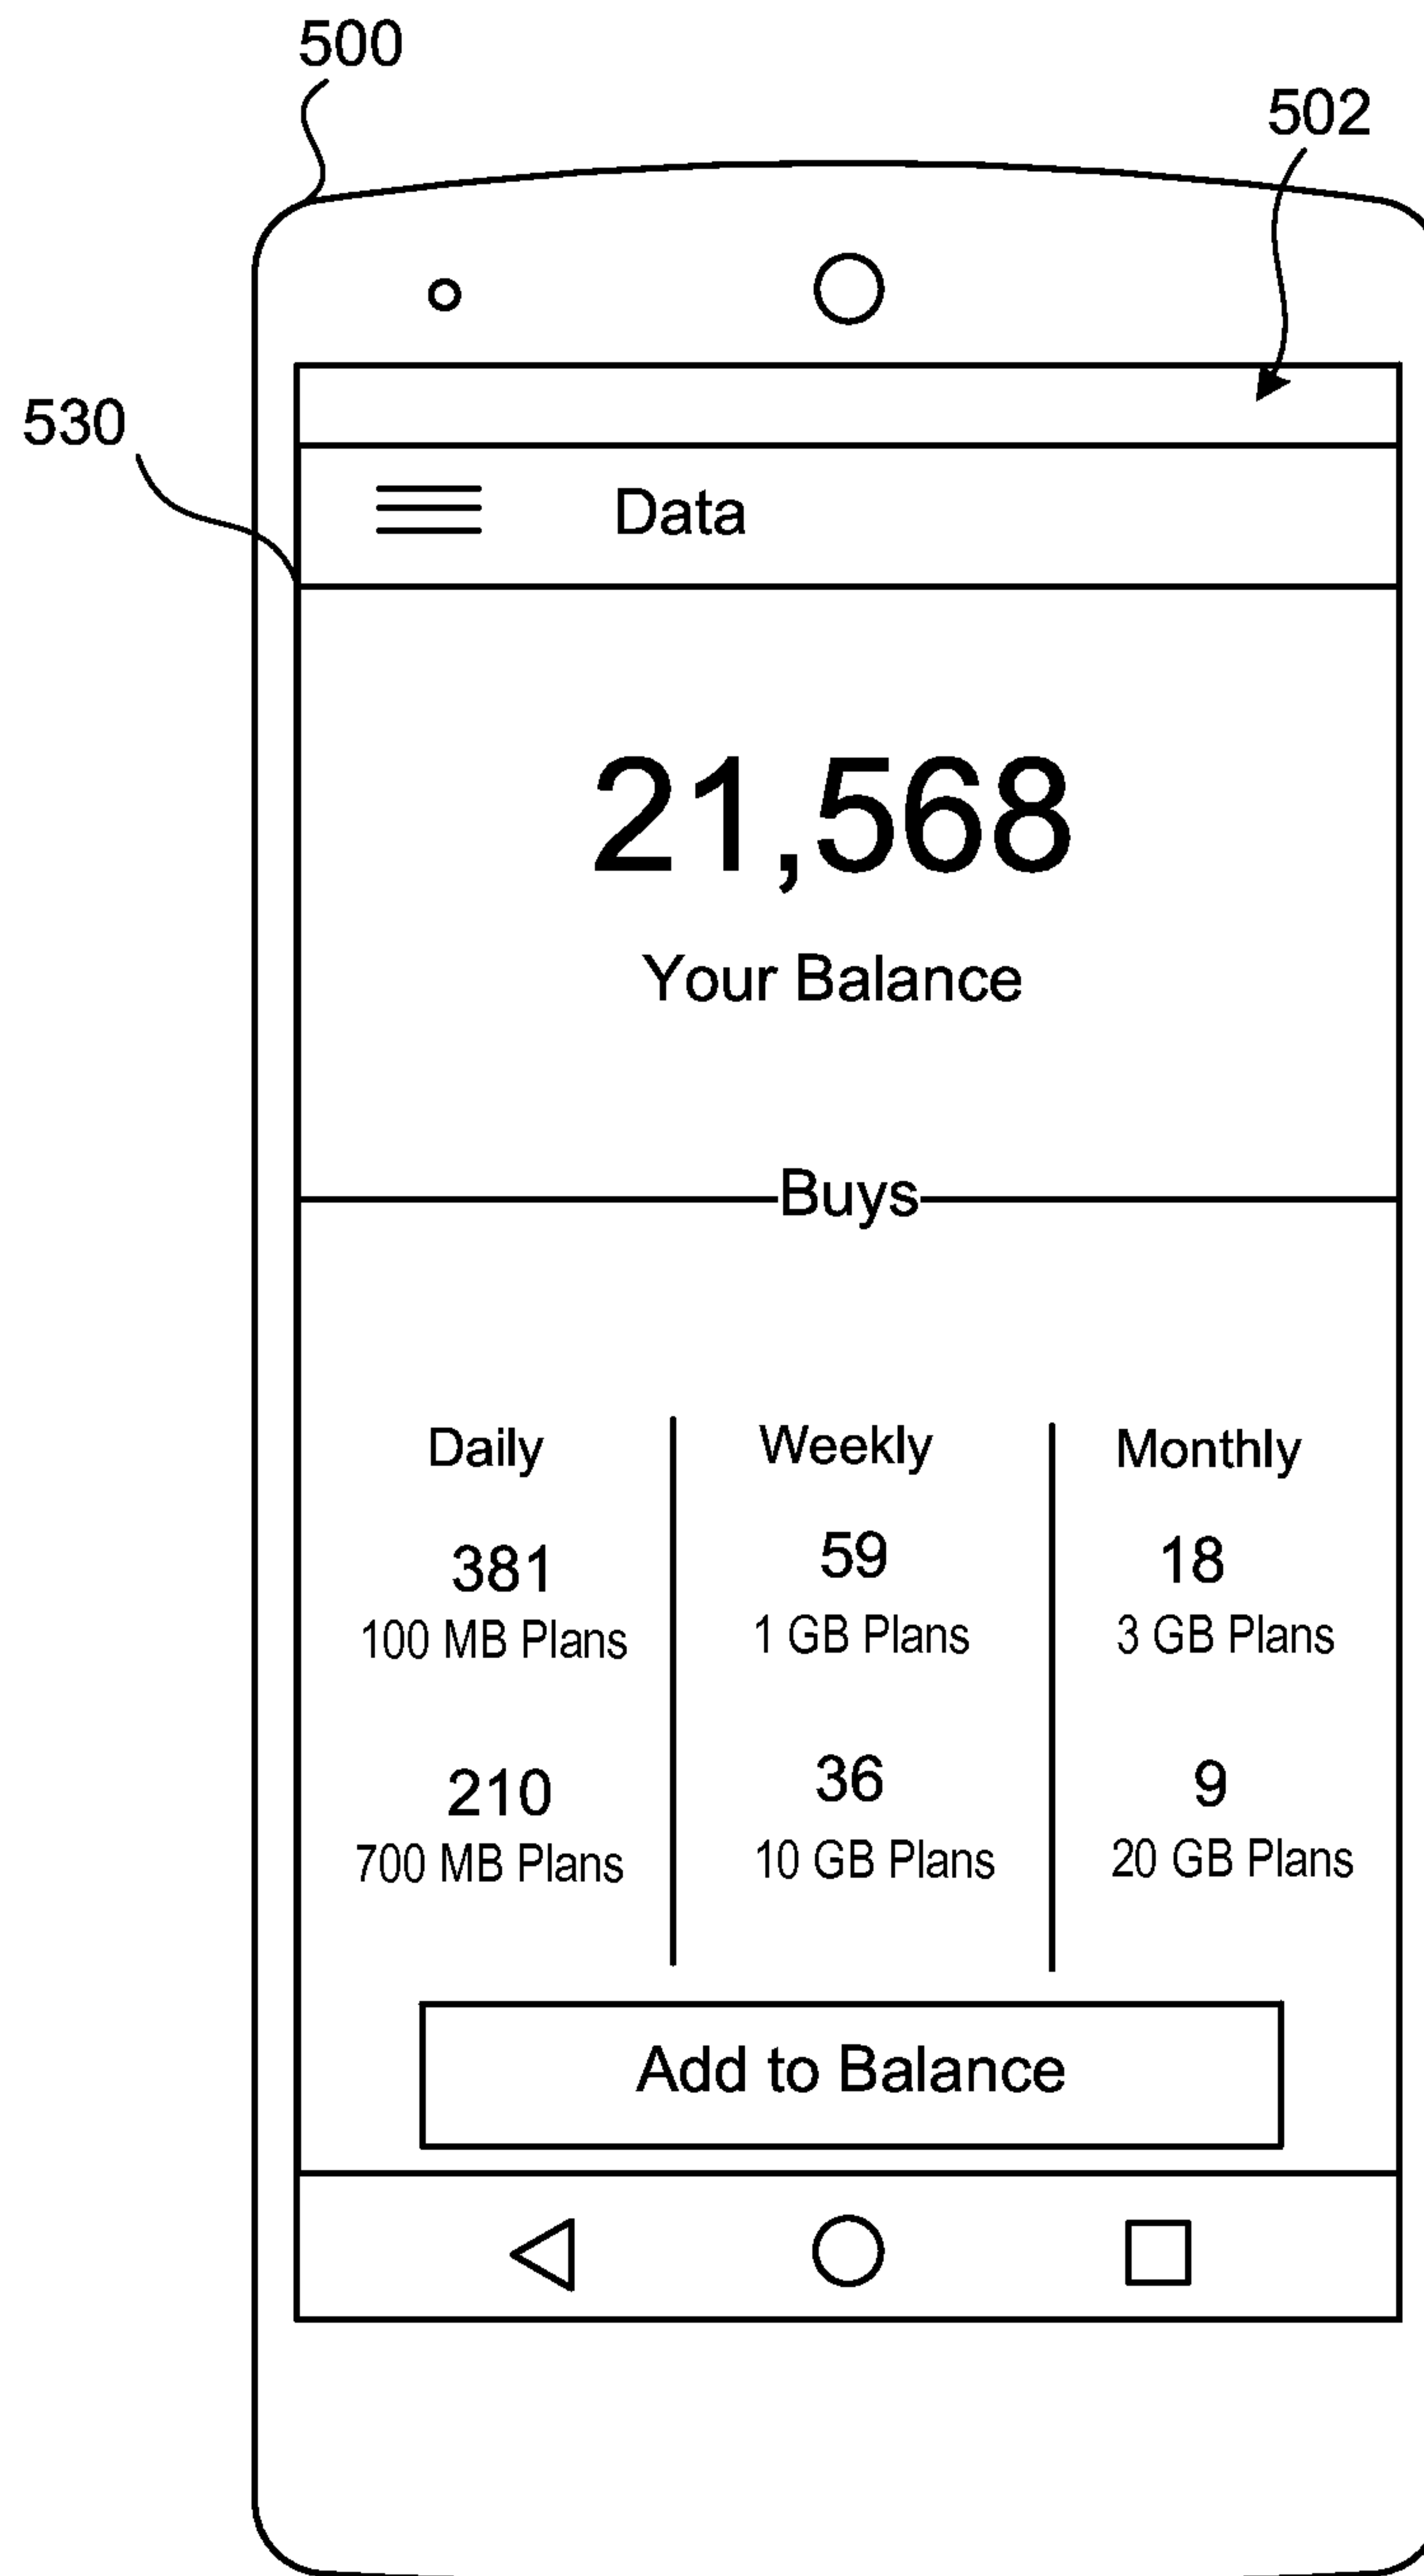 500
502
530
Data
21,568
Your Balance
Buys
Daily Weekly Monthly
381 59 18
100 MB Plans 1 GB Plans 3 GB Plans
210 36 9
700 MB Plans 10 GB Plans 20 GB Plans
Add to Balance